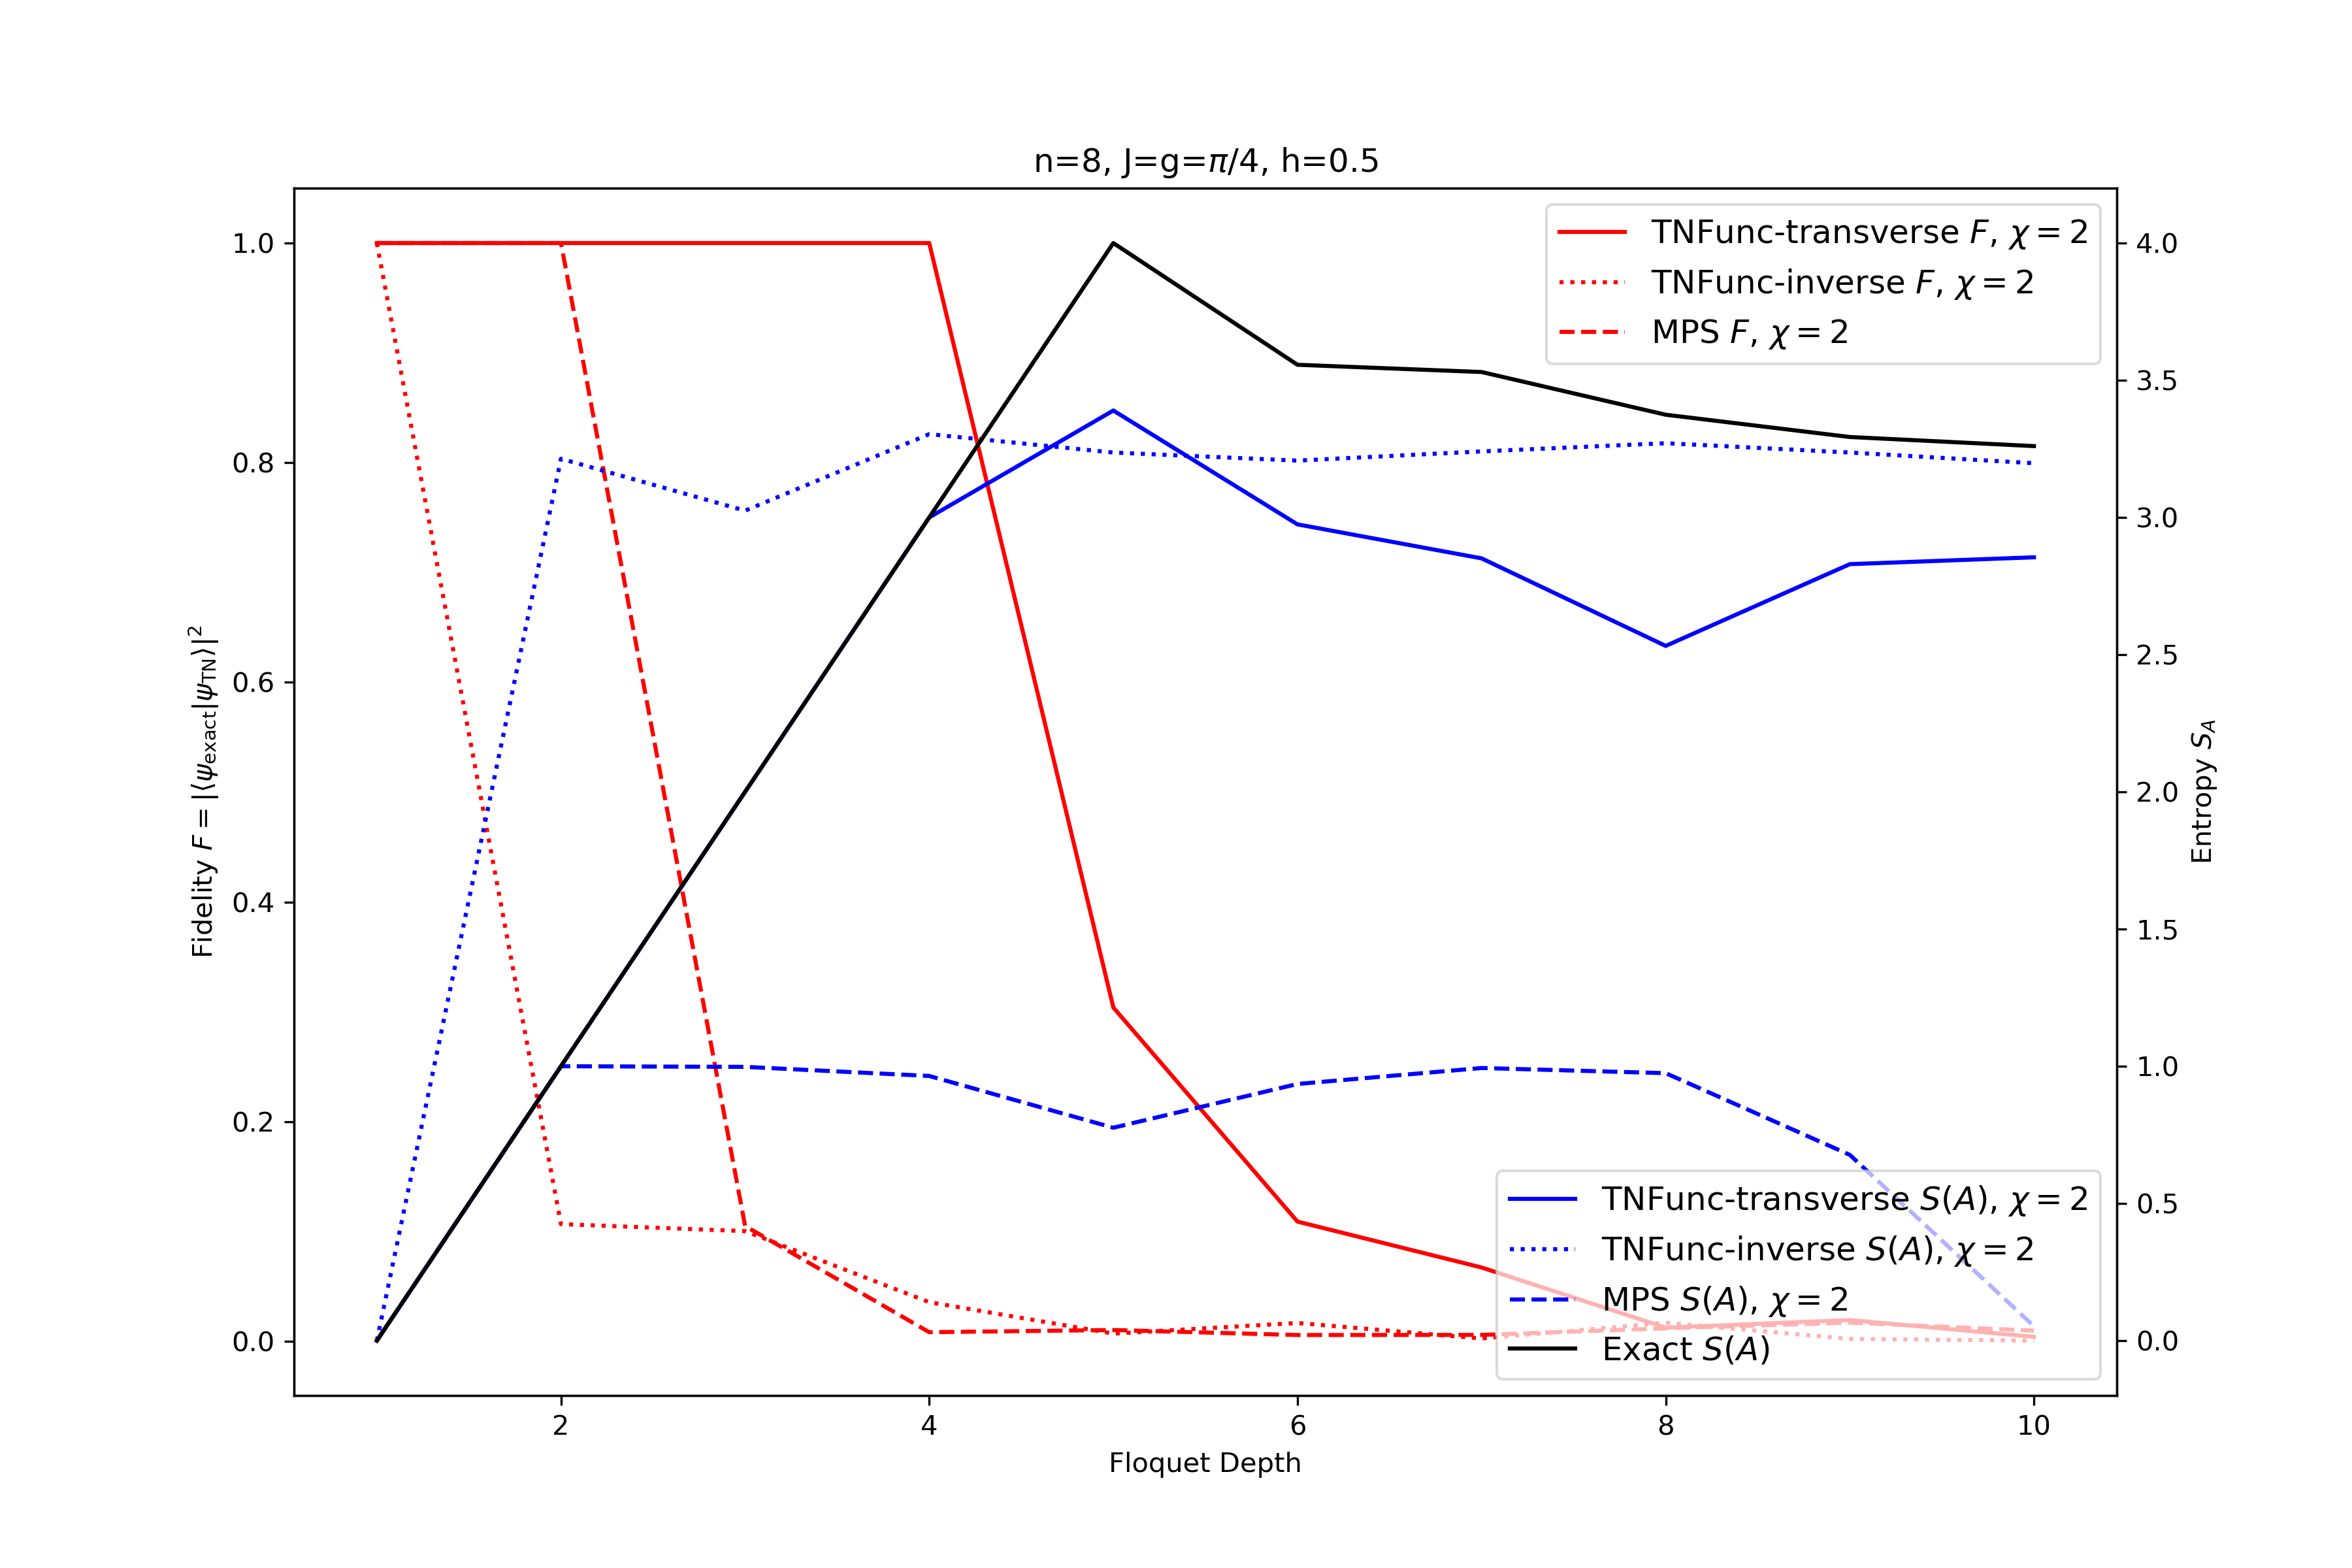 n=8, J=g=π/4, h=0.5
Fidelity F = |⟨ψ_exact|ψ_TN⟩|²
1.0
0.8
0.6
0.4
0.2
0.0
TNFunc-transverse F, χ = 2
TNFunc-inverse F, χ = 2
MPS F, χ = 2
TNFunc-transverse S(A), χ = 2
TNFunc-inverse S(A), χ = 2
MPS S(A), χ = 2
Exact S(A)
4.0
3.5
3.0
2.5
2.0
1.5
1.0
0.5
0.0
Entropy S_A
2 4 6 8 10
Floquet Depth